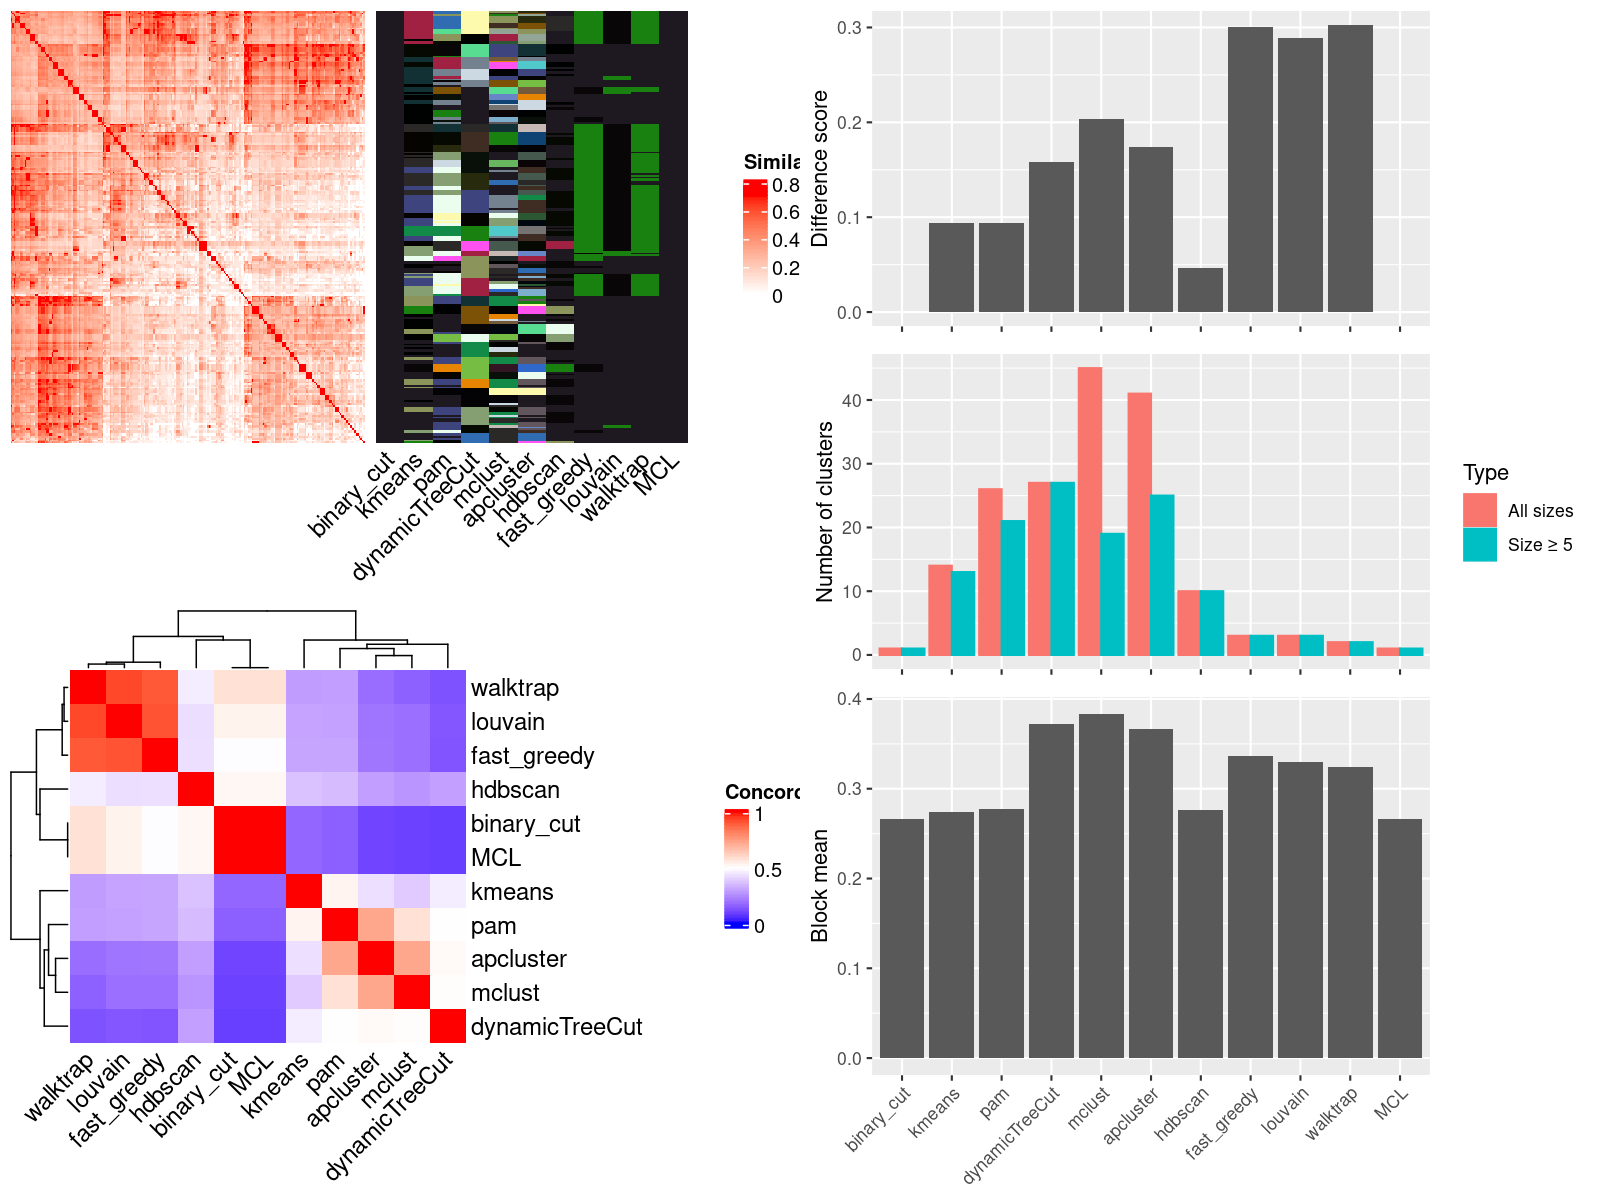 Simila
0.8
0.6
0.4
0.2
0
binary_cut
kmeans
pam
dynamicTreeCut
mclust
apcluster
hdbscan
fast_greedy
louvain
walktrap
MCL
Difference score
0.3
0.2
0.1
0.0
Number of clusters
40
30
20
10
0
Type
All sizes
Size ≥ 5
walktrap
louvain
fast_greedy
hdbscan
binary_cut
MCL
kmeans
pam
apcluster
mclust
dynamicTreeCut
walktrap
louvain
fast_greedy
hdbscan
binary_cut
MCL
kmeans
pam
apcluster
mclust
dynamicTreeCut
Concord
1
0.5
0
Block mean
0.4
0.3
0.2
0.1
0.0
binary_cut
kmeans
pam
dynamicTreeCut
mclust
apcluster
hdbscan
fast_greedy
louvain
walktrap
MCL